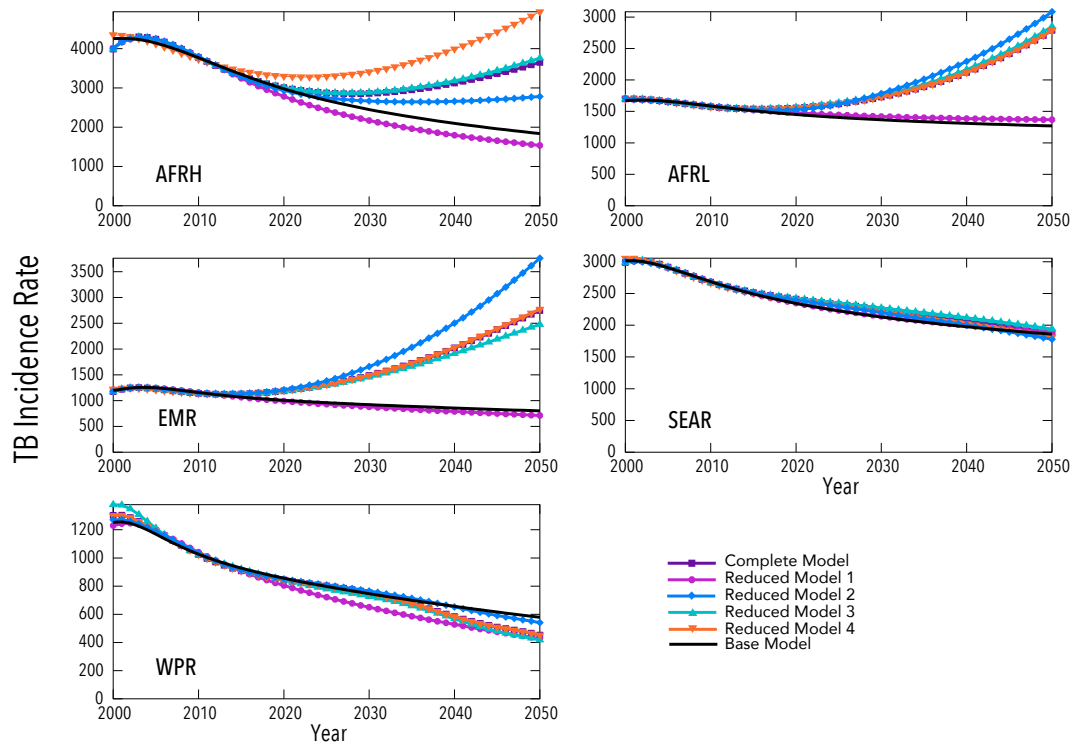 TB Incidence Rate
4000
3000
2000
1000
0
AFRH
2000 2010 2020 2030 2040 2050
3000
2500
2000
1500
1000
500
0
AFRL
2000 2010 2020 2030 2040 2050
3500
3000
2500
2000
1500
1000
500
0
EMR
2000 2010 2020 2030 2040 2050
3000
2500
2000
1500
1000
500
0
SEAR
2000 2010 2020 2030 2040 2050
Year
1200
1000
800
600
400
200
0
WPR
2000 2010 2020 2030 2040 2050
Year
Complete Model
Reduced Model 1
Reduced Model 2
Reduced Model 3
Reduced Model 4
Base Model